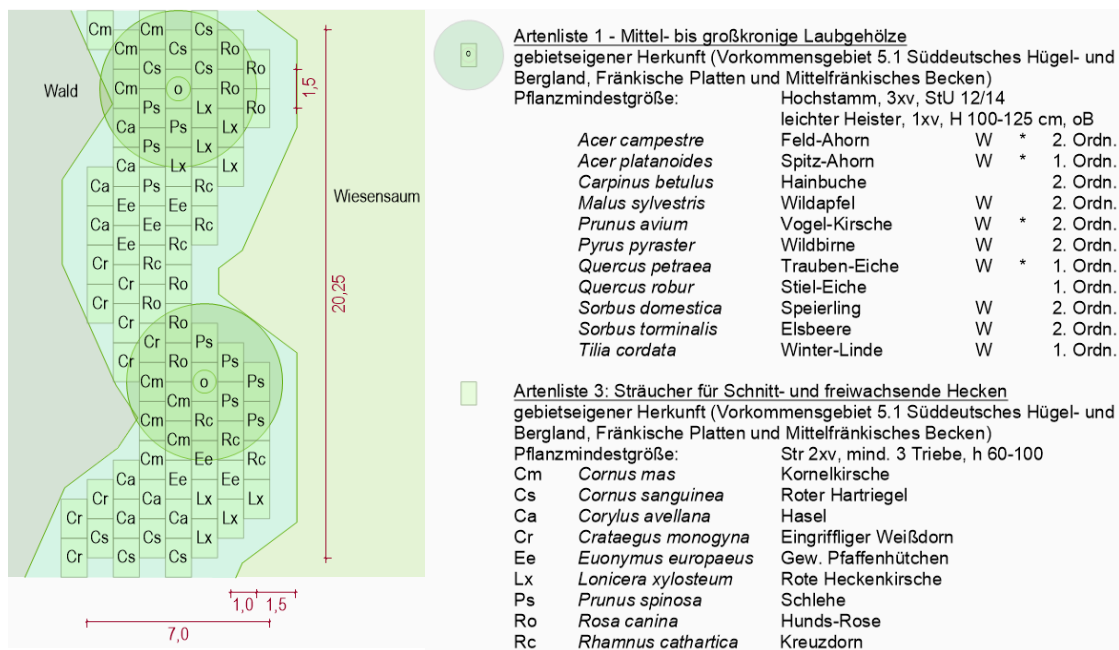 Cm Cm Cs
Cm Cs Ro
Cs Cs Ro
Wald Cm o Ro
Ps Lx Ro
1,5
Ca Ps Lx
Ps
Ca Lx Lx
Ca Ps Rc
Ee Ee
Wiesensaum
Ca Ee Rc
Ee Rc
Cr Rc
Cr Ro
Ro
20,25
Cr Ro
Cr Ps
Cr Ro Ps
Cm o Ps
Cm Ps
Cm Rc Ps
Cm Rc
Cm Ee Rc
Ca Ee Ee
Cr Ca Lx Lx
Cr Ca Ca Lx
Cs Lx
Cr Cs Cs
1,0 1,5
7,0
o
Artenliste 1 - Mittel- bis großkronige Laubgehölze
gebietseigener Herkunft (Vorkommensgebiet 5.1 Süddeutsches Hügel- und
Bergland, Fränkische Platten und Mittelfränkisches Becken)
Pflanzmindestgröße: Hochstamm, 3xv, StU 12/14
leichter Heister, 1xv, H 100-125 cm, oB
Acer campestre Feld-Ahorn W * 2. Ordn.
Acer platanoides Spitz-Ahorn W * 1. Ordn.
Carpinus betulus Hainbuche 2. Ordn.
Malus sylvestris Wildapfel W 2. Ordn.
Prunus avium Vogel-Kirsche W * 2. Ordn.
Pyrus pyraster Wildbirne W 2. Ordn.
Quercus petraea Trauben-Eiche W * 1. Ordn.
Quercus robur Stiel-Eiche 1. Ordn.
Sorbus domestica Speierling W 2. Ordn.
Sorbus torminalis Elsbeere W 2. Ordn.
Tilia cordata Winter-Linde W 1. Ordn.
Artenliste 3: Sträucher für Schnitt- und freiwachsende Hecken
gebietseigener Herkunft (Vorkommensgebiet 5.1 Süddeutsches Hügel- und
Bergland, Fränkische Platten und Mittelfränkisches Becken)
Pflanzmindestgröße: Str 2xv, mind. 3 Triebe, h 60-100
Cm Cornus mas Kornelkirsche
Cs Cornus sanguinea Roter Hartriegel
Ca Corylus avellana Hasel
Cr Crataegus monogyna Eingriffliger Weißdorn
Ee Euonymus europaeus Gew. Pfaffenhütchen
Lx Lonicera xylosteum Rote Heckenkirsche
Ps Prunus spinosa Schlehe
Ro Rosa canina Hunds-Rose
Rc Rhamnus cathartica Kreuzdorn